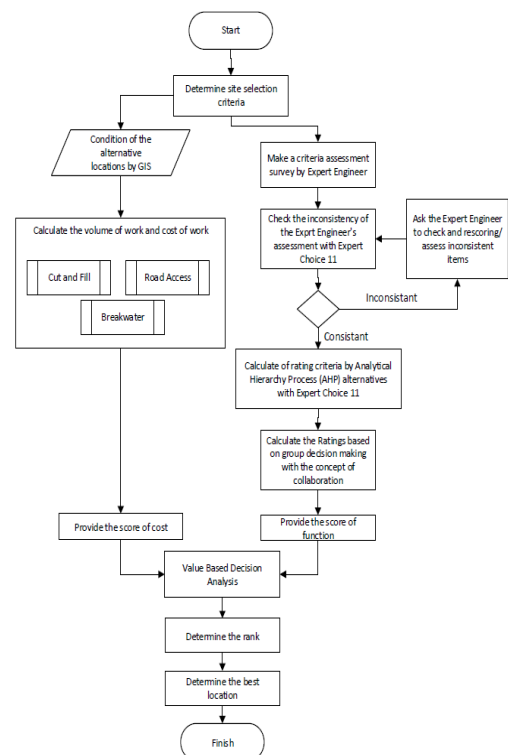 Start
Determine site selection
criteria
Condition of the
alternative
locations by GIS
Make a criteria assessment
survey by Expert Engineer
Calculate the volume of work and cost of work
Cut and Fill
Road Access
Breakwater
Check the inconsistency of
the Exprt Engineer's
assessment with Expert
Choice 11
Ask the Expert Engineer
to check and rescoring/
assess inconsistent
items
Inconsistant
Consistant
Calculate of rating criteria by Analytical
Hierarchy Process (AHP) alternatives
with Expert Choice 11
Calculate the Ratings based
on group decision making
with the concept of
collaboration
Provide the score of cost
Provide the score of
function
Value Based Decision
Analysis
Determine the rank
Determine the best
location
Finish